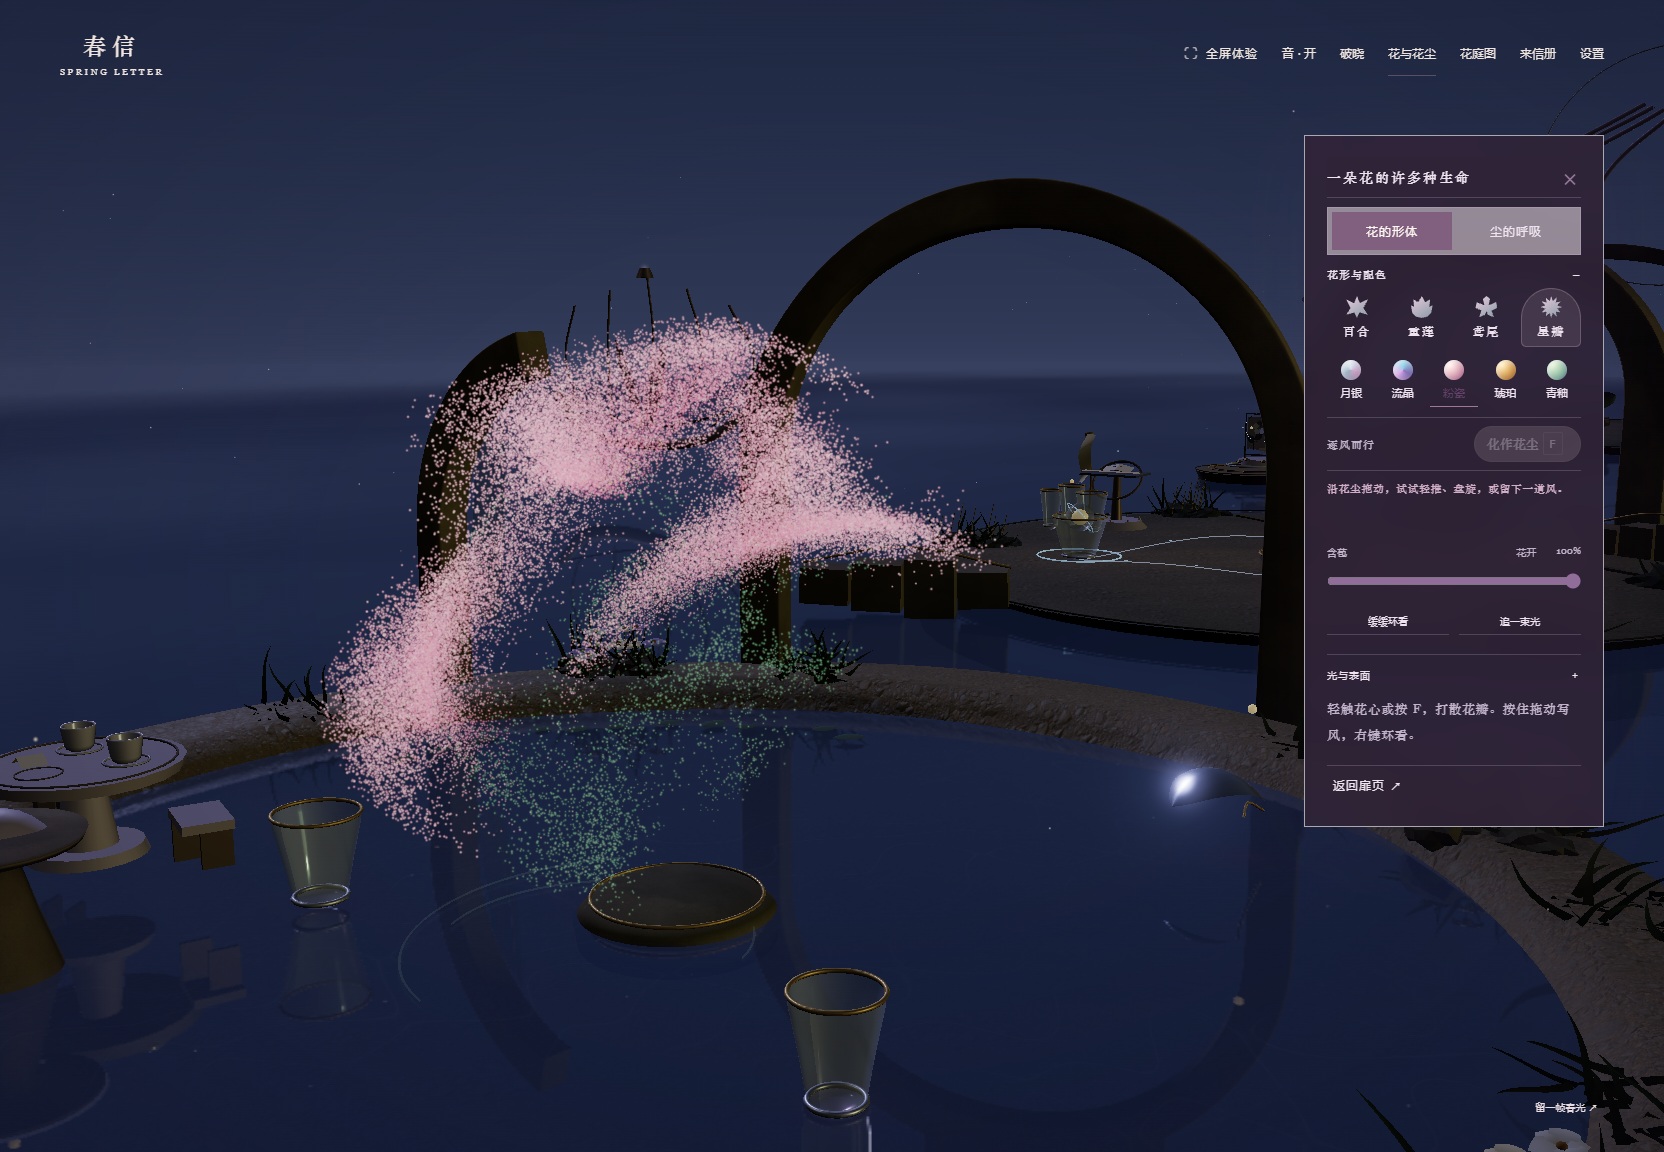 春信
SPRING LETTER
全屏体验 音·开 破晓 花与花尘 花庭图 来信册 设置
一朵花的许多种生命
花的形体 尘的呼吸
花形与配色
百合 重莲 鸢尾 星瓣
月银 流晶 粉瓷 琥珀 青釉
逐风而行 化作花尘 F
沿花尘拖动，试试轻推、盘旋，或留下一道风。
含苞 花开 100%
缓缓环看 追一束光
光与表面
轻触花心或按 F，打散花瓣。按住拖动写
风，右键环看。
返回扉页 ↗
留一帧春光 ↗